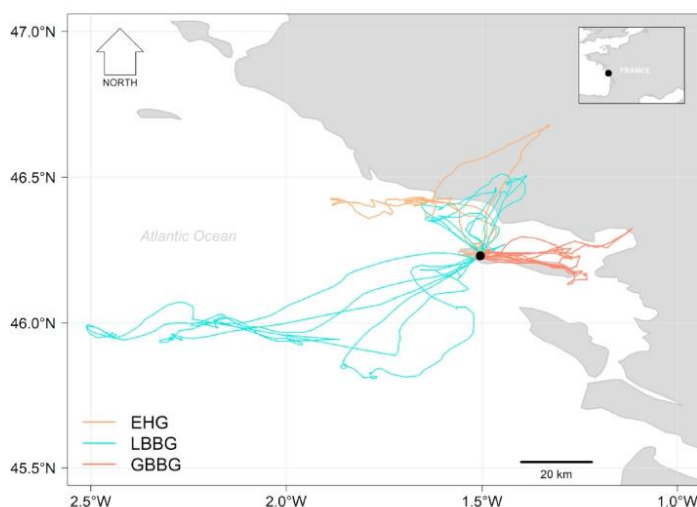 47.0°N
NORTH
FRANCE
46.5°N
Atlantic Ocean
46.0°N
EHG
LBBG
GBBG
20 km
45.5°N
2.5°W 2.0°W 1.5°W 1.0°W